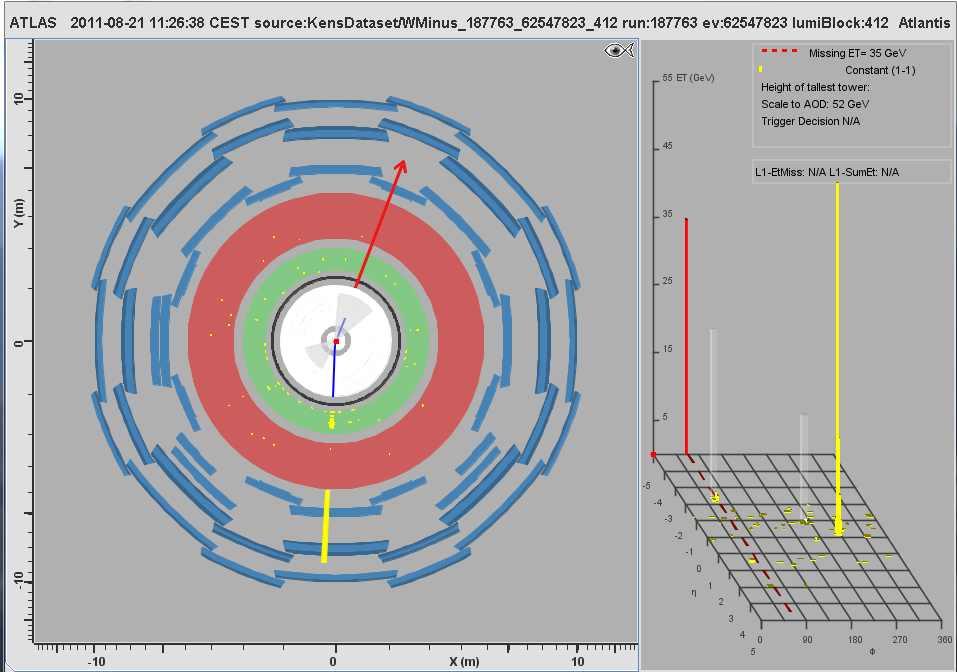 ATLAS 2011-08-21 11:26:38 CEST source:KensDataset/WMinus_187763_62547823_412 run:187763 ev:62547823 lumiBlock:412 Atlantis
Missing ET= 35 GeV
Constant (1-1)
Height of tallest tower:
Scale to AOD: 52 GeV
Trigger Decision N/A
L1-EtMiss: N/A L1-SumEt: N/A
55 ET (GeV)
45
35
25
15
5
-5
-4
-3
-2
-1
0
η 1
2
3
4
5
0 90 180 270 360
Φ
10
Y (m)
0
-10
-10 0 X (m) 10